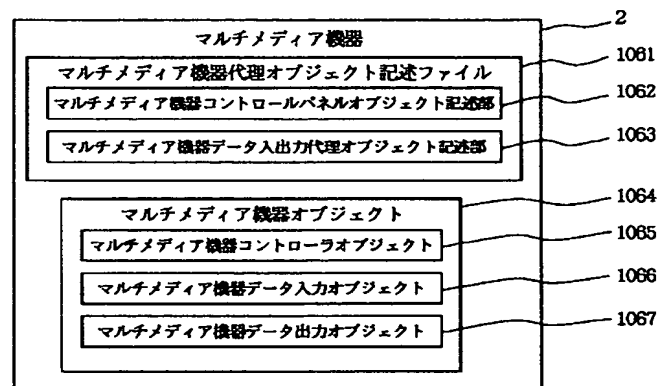 マルチメディア機器
2
マルチメディア機器代理オブジェクト記述ファイル
1061
マルチメディア機器コントロールパネルオブジェクト記述部
1062
マルチメディア機器データ入出力代理オブジェクト記述部
1063
マルチメディア機器オブジェクト
1064
マルチメディア機器コントローラオブジェクト
1065
マルチメディア機器データ入力オブジェクト
1066
マルチメディア機器データ出力オブジェクト
1067